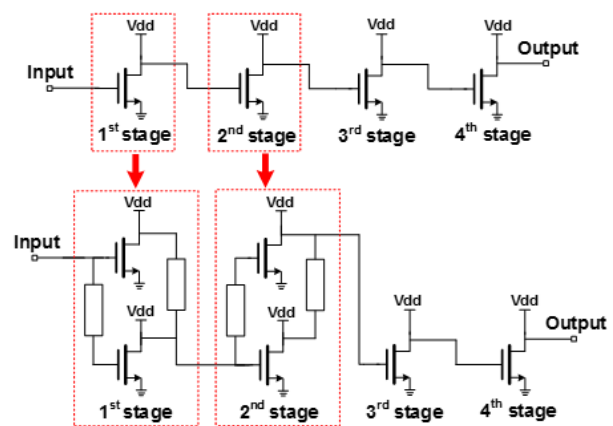 Vdd Vdd Vdd Vdd
Input Output
1st stage 2nd stage 3rd stage 4th stage
Vdd Vdd
Input
Vdd Vdd Vdd Vdd
Output
1st stage 2nd stage 3rd stage 4th stage